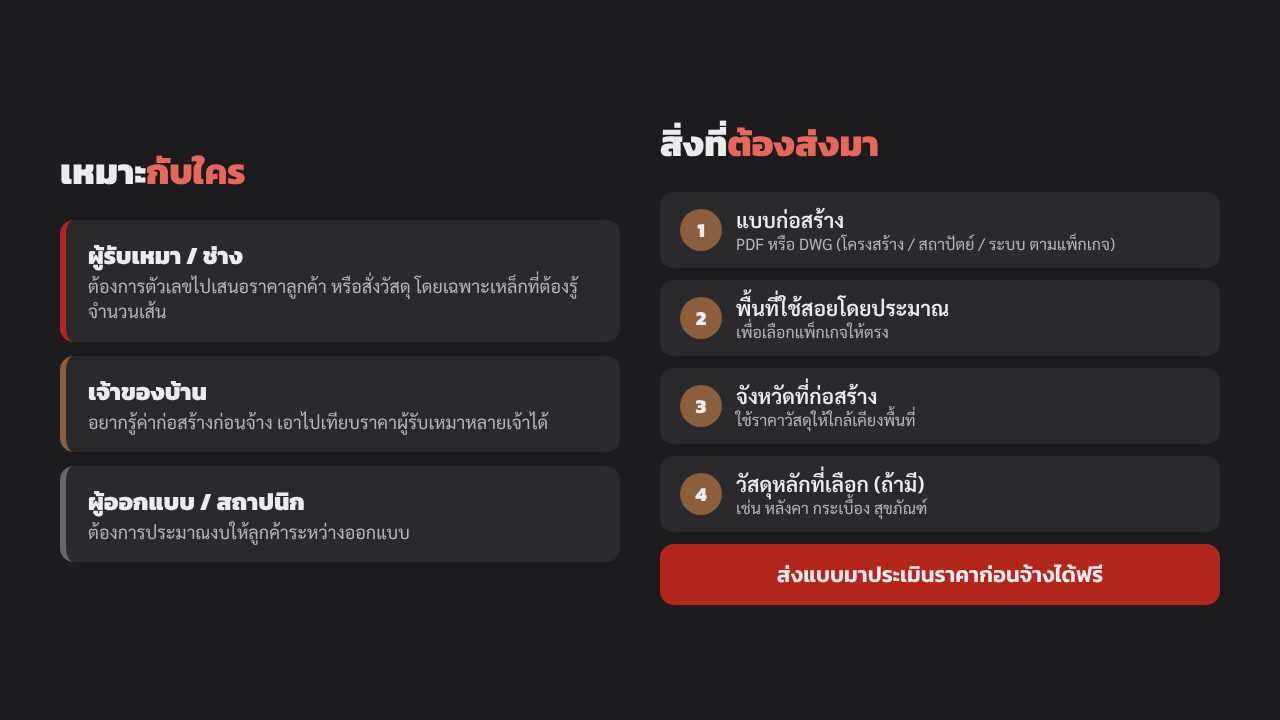 เหมาะกับใคร
ผู้รับเหมา / ช่าง
ต้องการตัวเลขไปเสนอราคาลูกค้า หรือสั่งวัสดุ โดยเฉพาะเหล็กที่ต้องรู้
จำนวนเส้น
เจ้าของบ้าน
อยากรู้ค่าก่อสร้างก่อนจ้าง เอาไปเทียบราคาผู้รับเหมาหลายเจ้าได้
ผู้ออกแบบ / สถาปนิก
ต้องการประมาณงบให้ลูกค้าระหว่างออกแบบ
สิ่งที่ต้องส่งมา
1
แบบก่อสร้าง
PDF หรือ DWG (โครงสร้าง / สถาปัตย์ / ระบบ ตามแพ็กเกจ)
2
พื้นที่ใช้สอยโดยประมาณ
เพื่อเลือกแพ็กเกจให้ตรง
3
จังหวัดที่ก่อสร้าง
ใช้ราคาวัสดุให้ใกล้เคียงพื้นที่
4
วัสดุหลักที่เลือก (ถ้ามี)
เช่น หลังคา กระเบื้อง สุขภัณฑ์
ส่งแบบมาประเมินราคาก่อนจ้างได้ฟรี